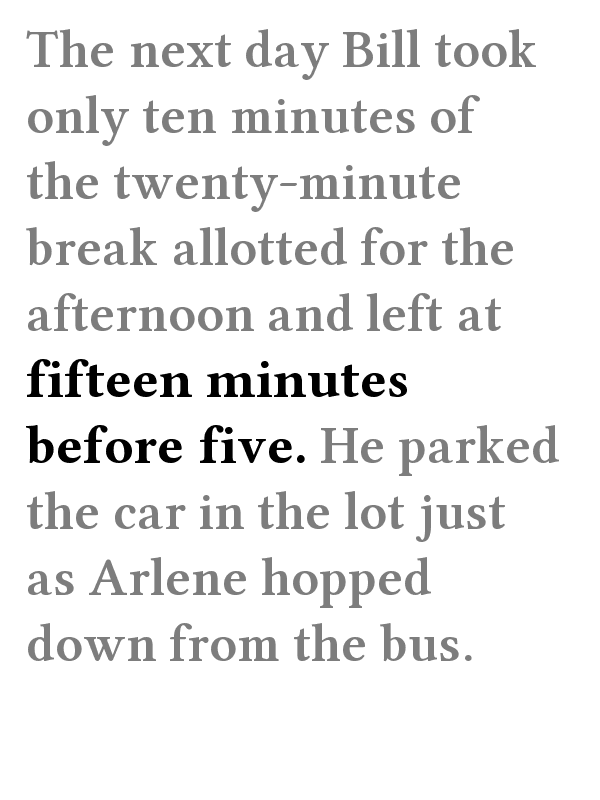 The next day Bill took
only ten minutes of
the twenty-minute
break allotted for the
afternoon and left at
fifteen minutes
before five. He parked
the car in the lot just
as Arlene hopped
down from the bus.